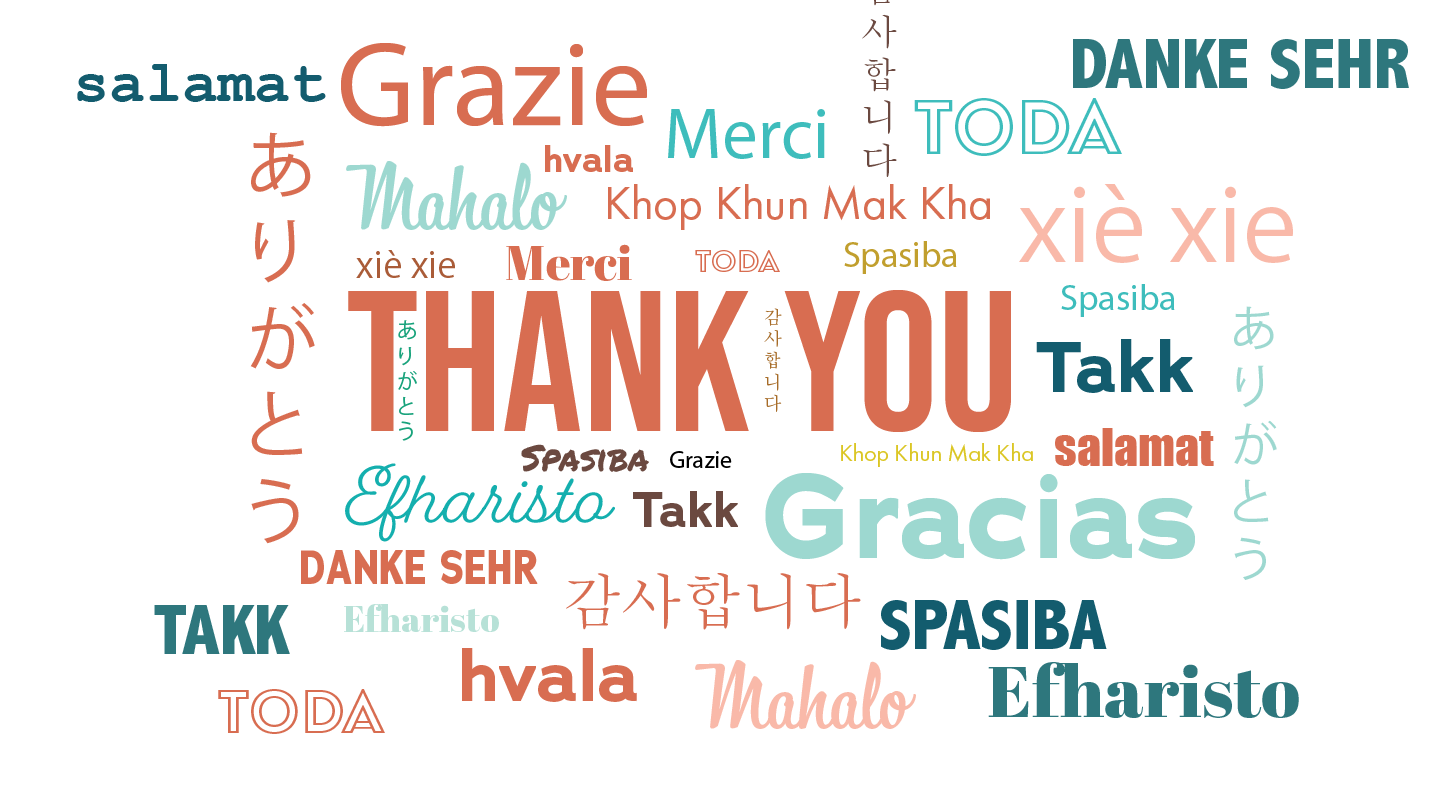 감사합니다
DANKE SEHR
salamat
Grazie
Merci
TODA
hvala
ありがとう
Mahalo
Khop Khun Mak Kha
xiè xie
xiè xie
Merci
TODA
Spasiba
Spasiba
THANK YOU
ありがとう
감사합니다
Takk
ありがとう
salamat
Spasiba
Grazie
Khop Khun Mak Kha
Efharisto
Takk
Gracias
DANKE SEHR
감사합니다
TAKK
Efharisto
SPASIBA
hvala
Mahalo
Efharisto
TODA